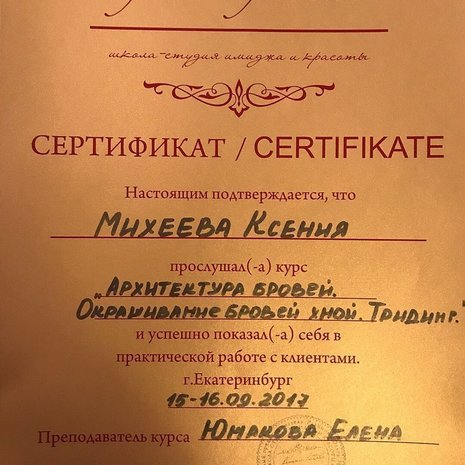 школа-студия имиджа и красоты
СЕРТИФИКАТ / CERTIFIKATE
Настоящим подтверждается, что
Михеева Ксения
прослушал(-а) курс
„Архитектура бровей.
Окрашивание бровей хной. Тридинг."
и успешно показал(-а) себя в
практической работе с клиентами.
г.Екатеринбург
15-16.09.2017
Преподаватель курса Юмакова Елена